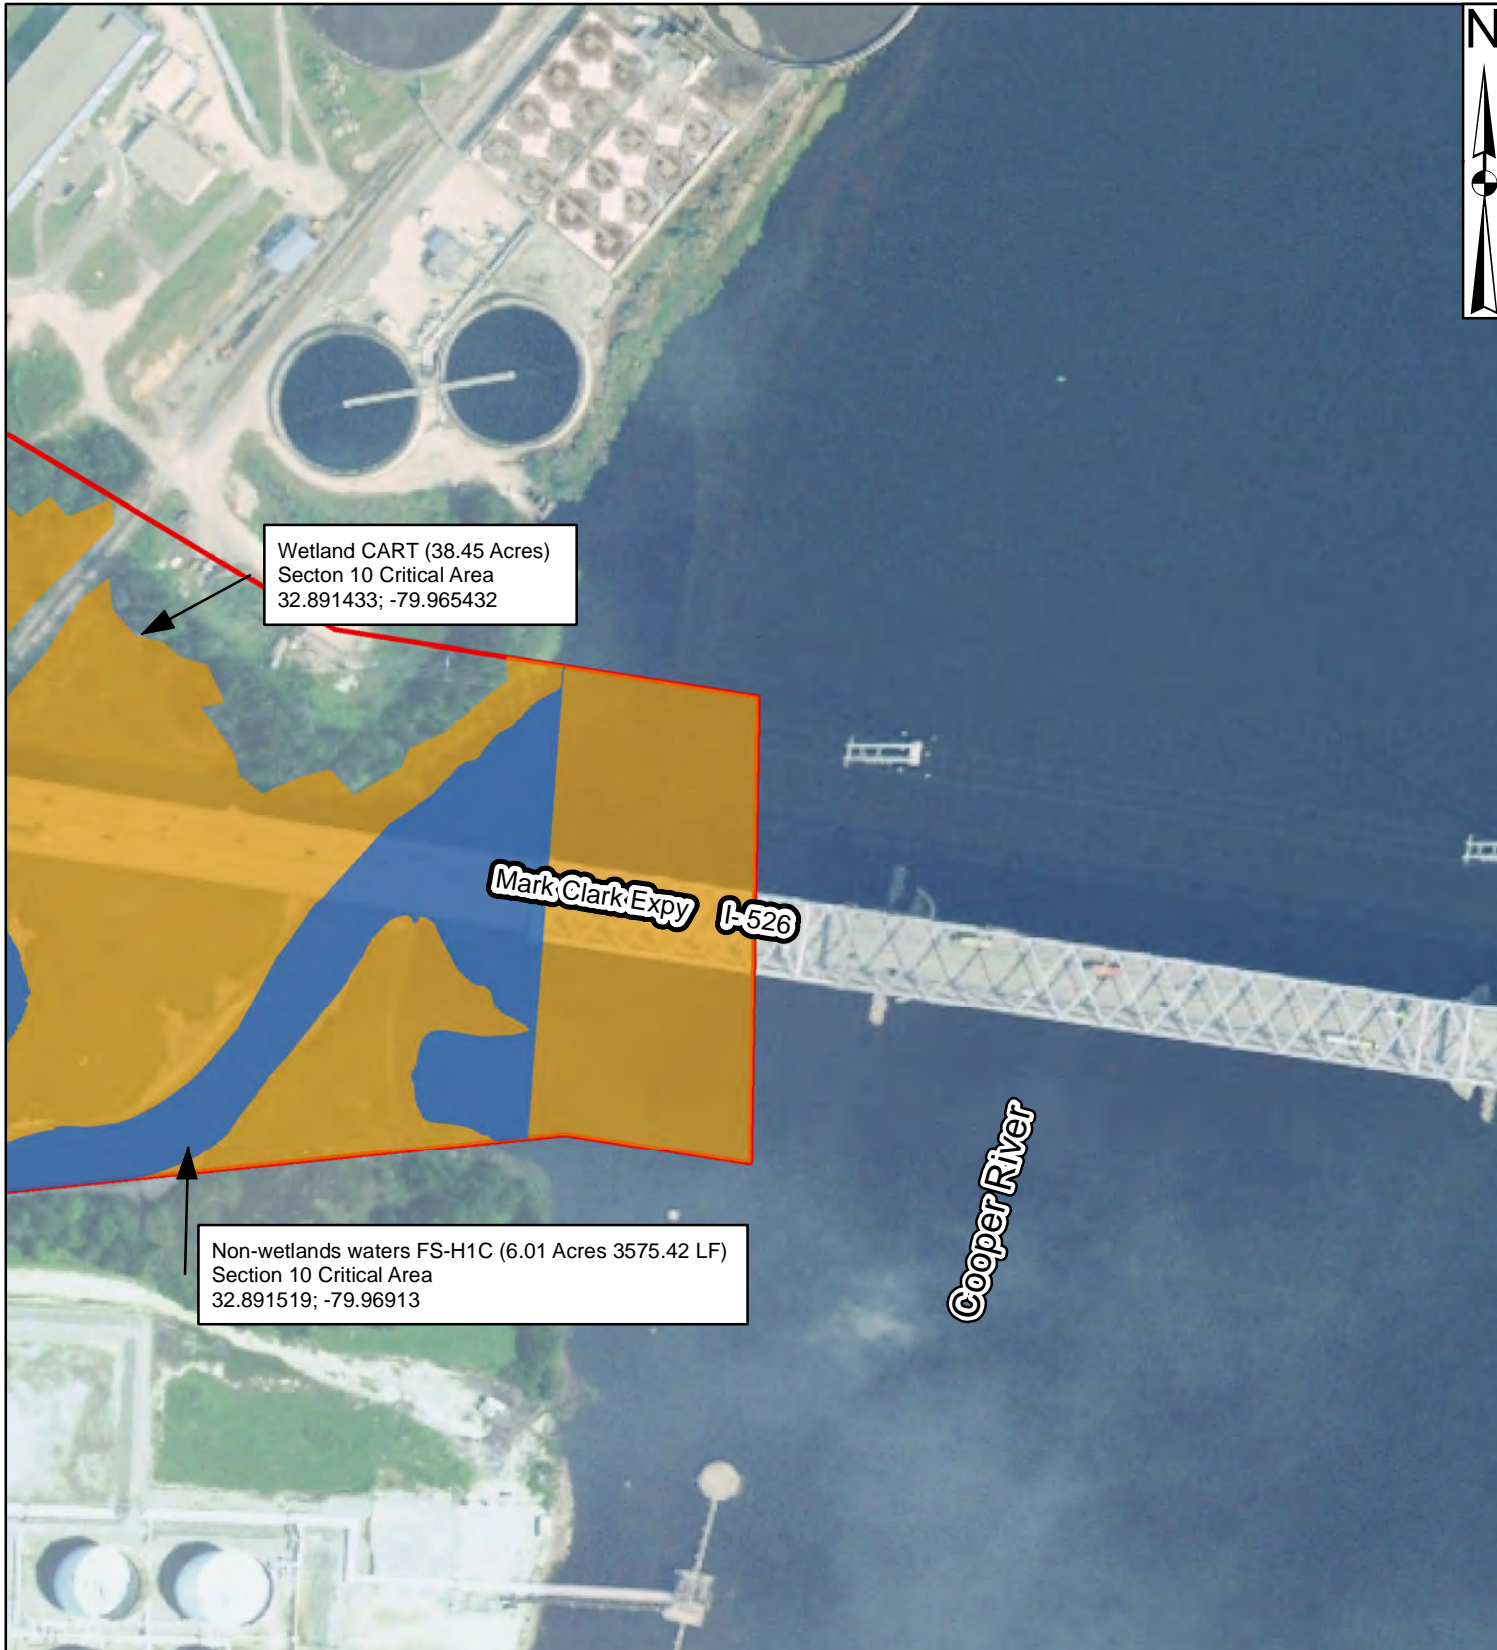 N
Wetland CART (38.45 Acres)
Secton 10 Critical Area
32.891433; -79.965432
Mark Clark Expy I-526
Cooper River
Non-wetlands waters FS-H1C (6.01 Acres 3575.42 LF)
Section 10 Critical Area
32.891519; -79.96913